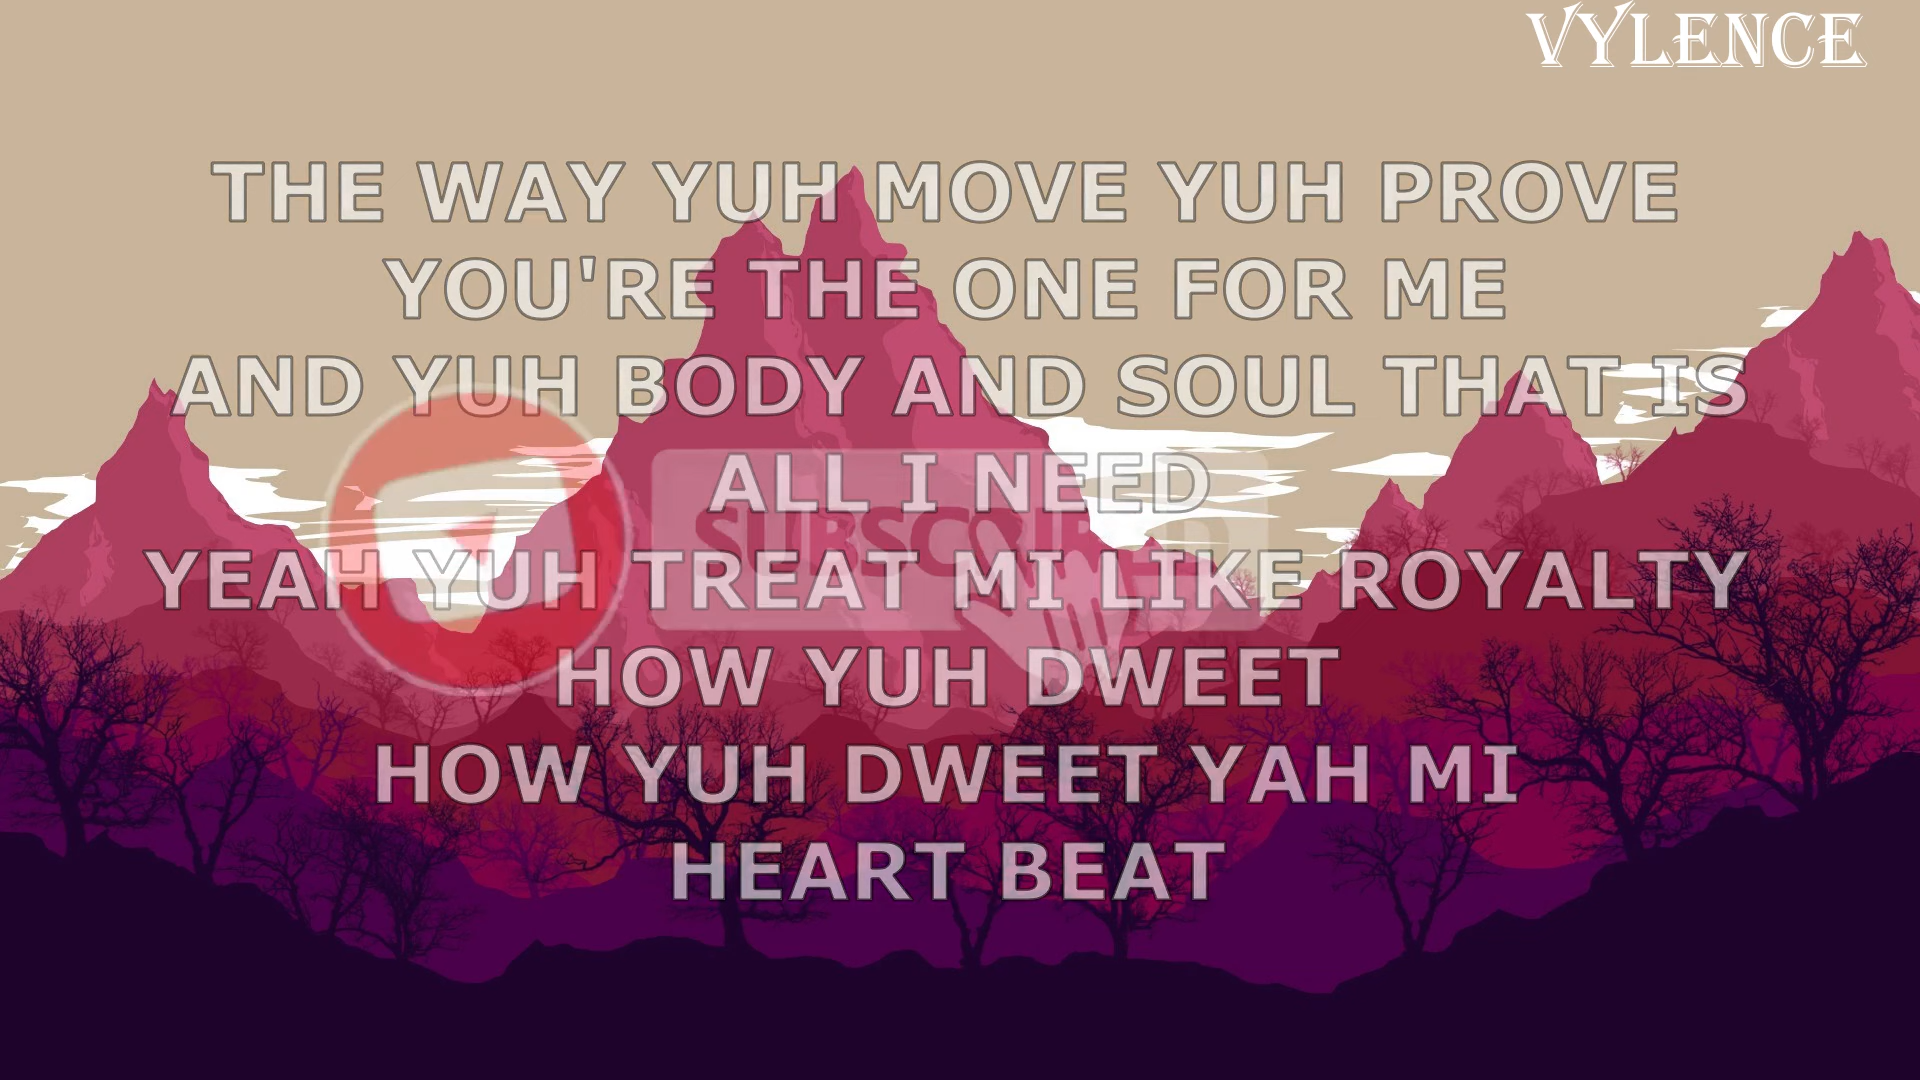 VYLENCE
THE WAY YUH MOVE YUH PROVE
YOU'RE THE ONE FOR ME
AND YUH BODY AND SOUL THAT IS
ALL I NEED
SUBSCRIBED
YEAH YUH TREAT MI LIKE ROYALTY
HOW YUH DWEET
HOW YUH DWEET YAH MI
HEART BEAT